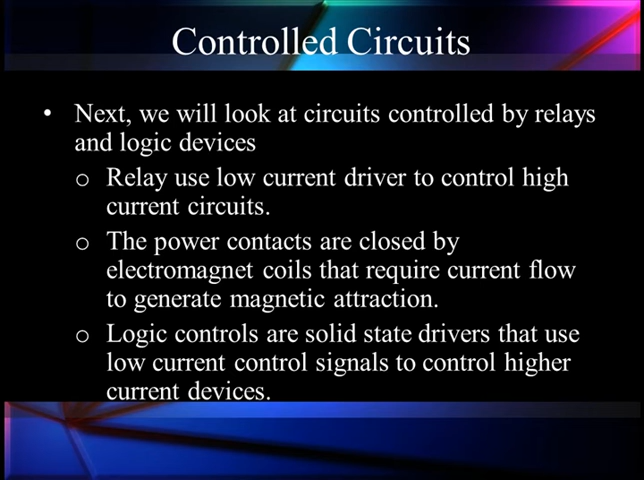 Controlled Circuits
• Next, we will look at circuits controlled by relays
and logic devices
o Relay use low current driver to control high
current circuits.
o The power contacts are closed by
electromagnet coils that require current flow
to generate magnetic attraction.
o Logic controls are solid state drivers that use
low current control signals to control higher
current devices.